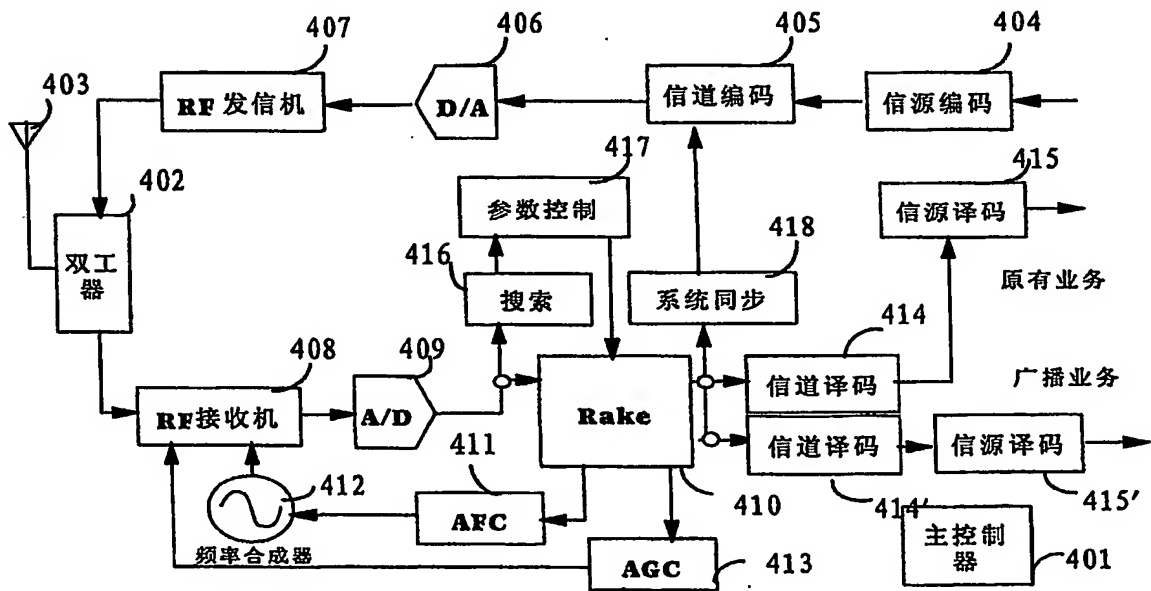 407
406
405
404
403
RF 发信机
D/A
信道编码
信源编码
417
415
402
参数控制
信源译码
418
416
双工器
搜索
系统同步
原有业务
414
408
409
广播业务
信道译码
RF接收机
A/D
Rake
信道译码
信源译码
411
412
410
414′
415′
AFC
频率合成器
主控制器
401
AGC
413